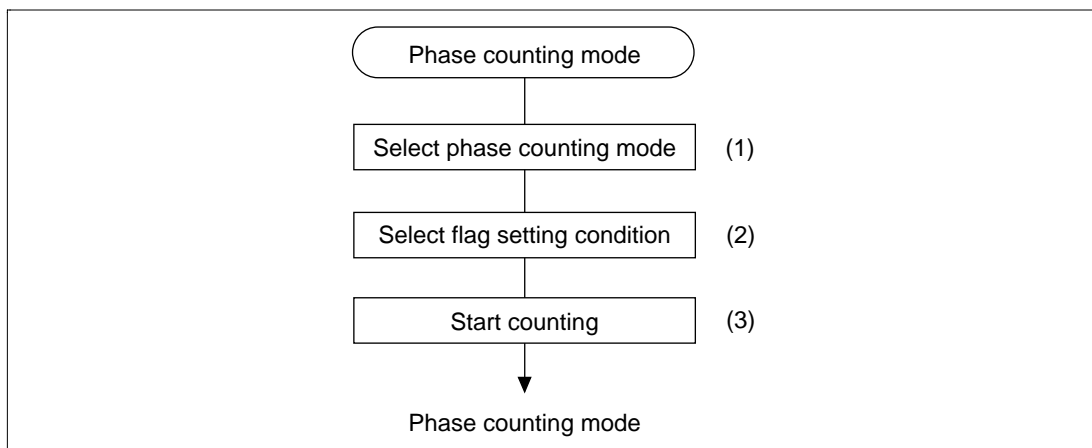 Phase counting mode
Select phase counting mode (1)
Select flag setting condition (2)
Start counting (3)
Phase counting mode